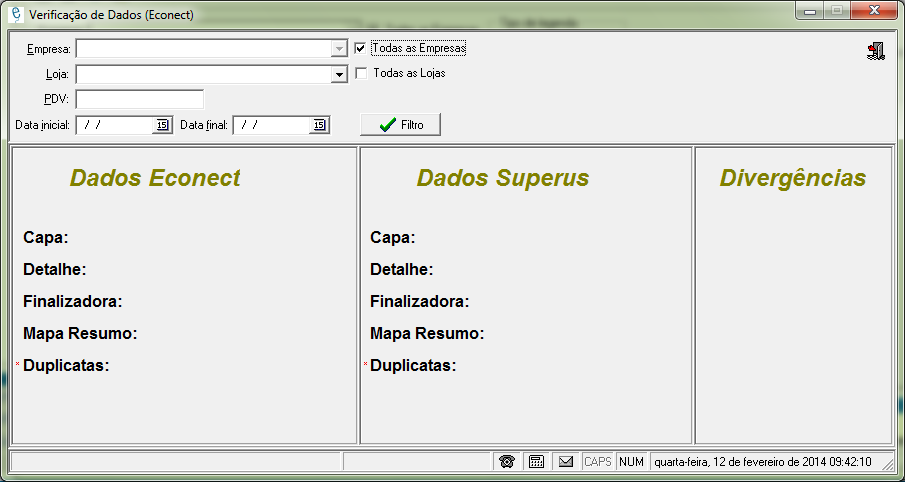 Verificação de Dados (Econect)
Empresa:
Todas as Empresas
Loja:
Todas as Lojas
PDV:
Data inicial: / / 15 Data final: / / 15 Filtro
Dados Econect
Dados Superus
Divergências
Capa:
Detalhe:
Finalizadora:
Mapa Resumo:
* Duplicatas:
Capa:
Detalhe:
Finalizadora:
Mapa Resumo:
* Duplicatas:
CAPS NUM quarta-feira, 12 de fevereiro de 2014 09:42:10